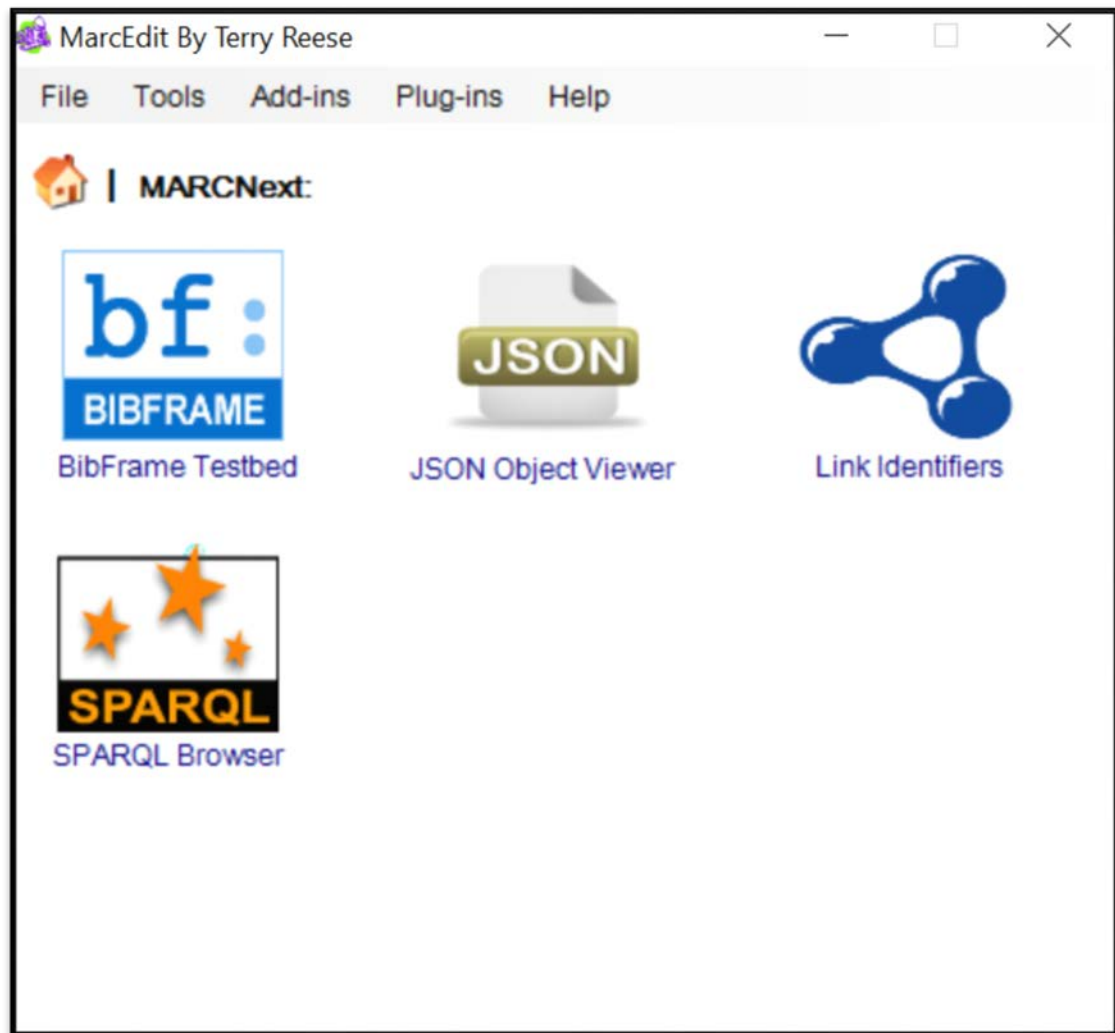 MarcEdit By Terry Reese
File Tools Add-ins Plug-ins Help
| MARCNext:
bf:
BIBFRAME
JSON
BibFrame Testbed
JSON Object Viewer
Link Identifiers
SPARQL
SPARQL Browser